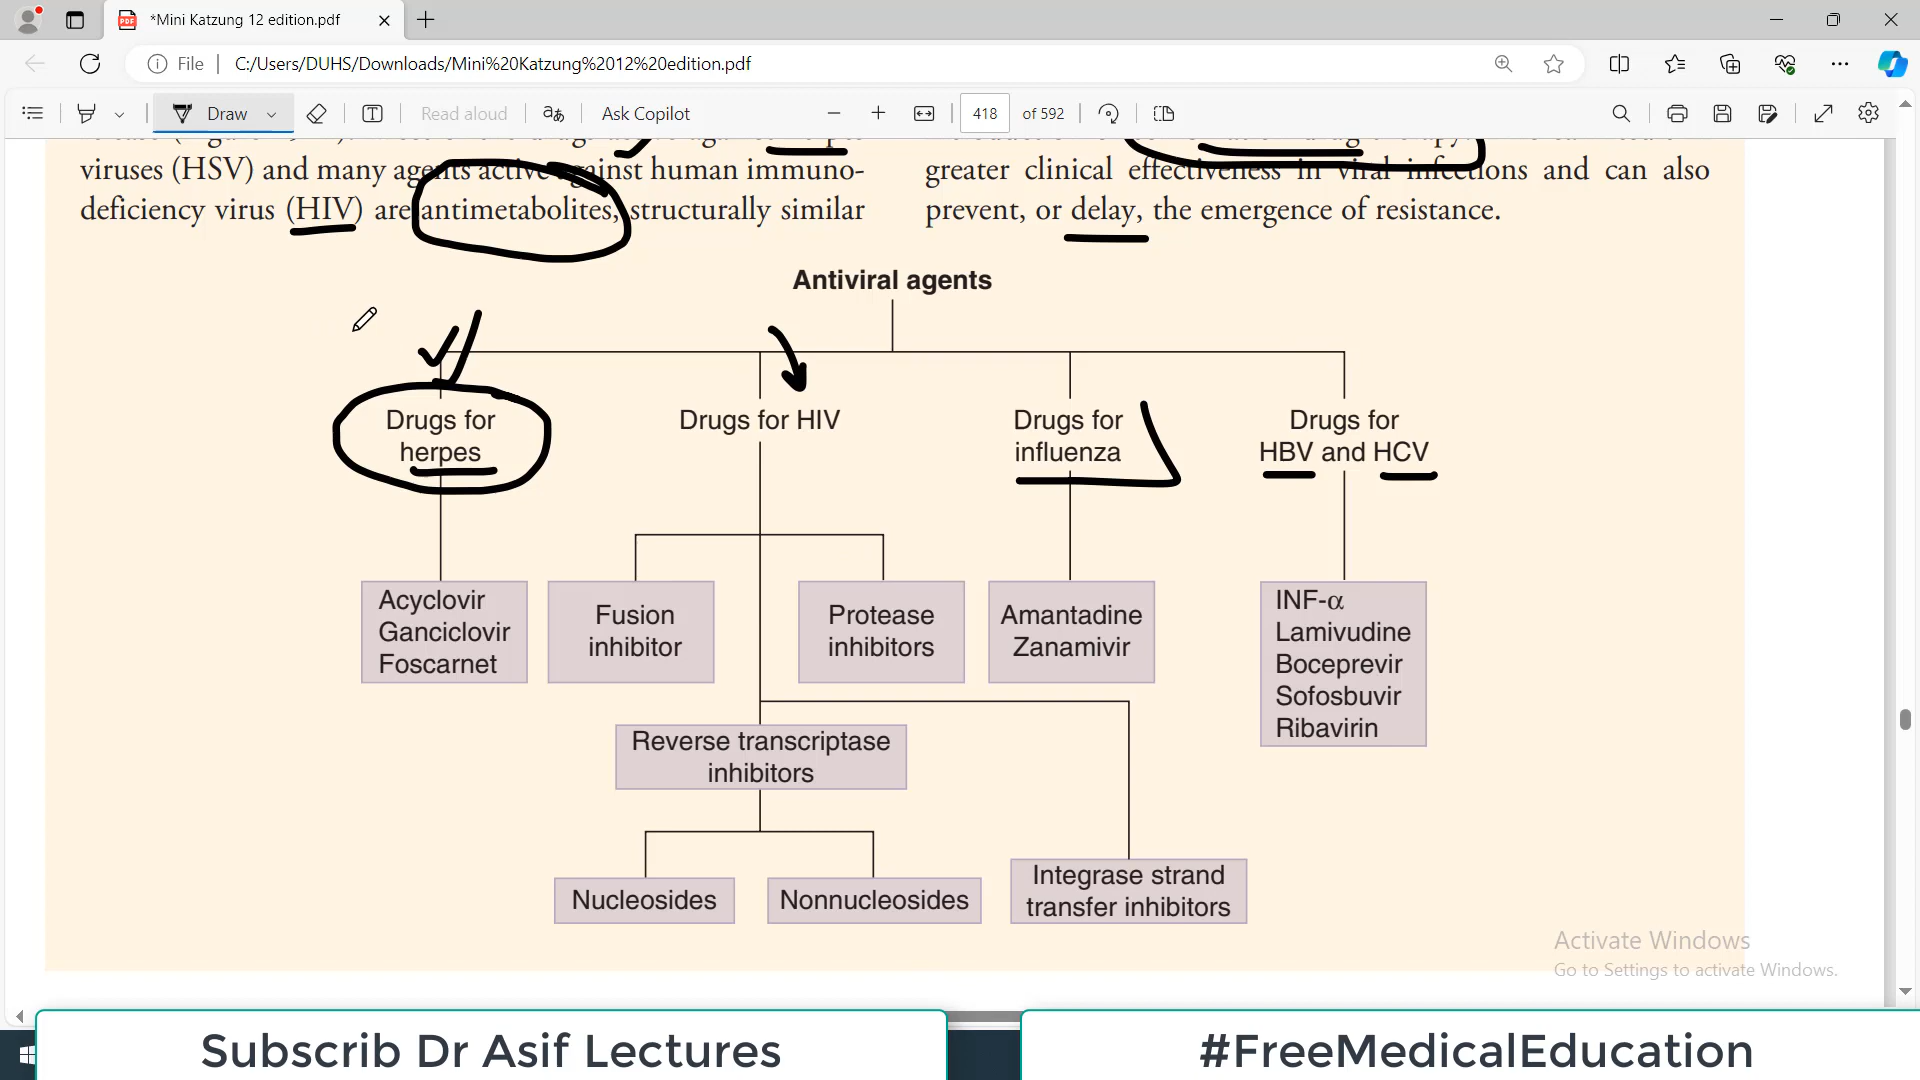 *Mini Katzung 12 edition.pdf
File
C:/Users/DUHS/Downloads/Mini%20Katzung%2012%20edition.pdf
Draw
Read aloud
Ask Copilot
418 of 592
viruses (HSV) and many agents active against human immuno-
deficiency virus (HIV) are antimetabolites, structurally similar
greater clinical effectiveness in viral infections and can also
prevent, or delay, the emergence of resistance.
Antiviral agents
Drugs for
herpes
Drugs for HIV
Drugs for
influenza
Drugs for
HBV and HCV
Acyclovir
Ganciclovir
Foscarnet
Fusion
inhibitor
Protease
inhibitors
Amantadine
Zanamivir
INF-α
Lamivudine
Boceprevir
Sofosbuvir
Ribavirin
Reverse transcriptase
inhibitors
Nucleosides
Nonnucleosides
Integrase strand
transfer inhibitors
Activate Windows
Go to Settings to activate Windows.
Subscrib Dr Asif Lectures
#FreeMedicalEducation